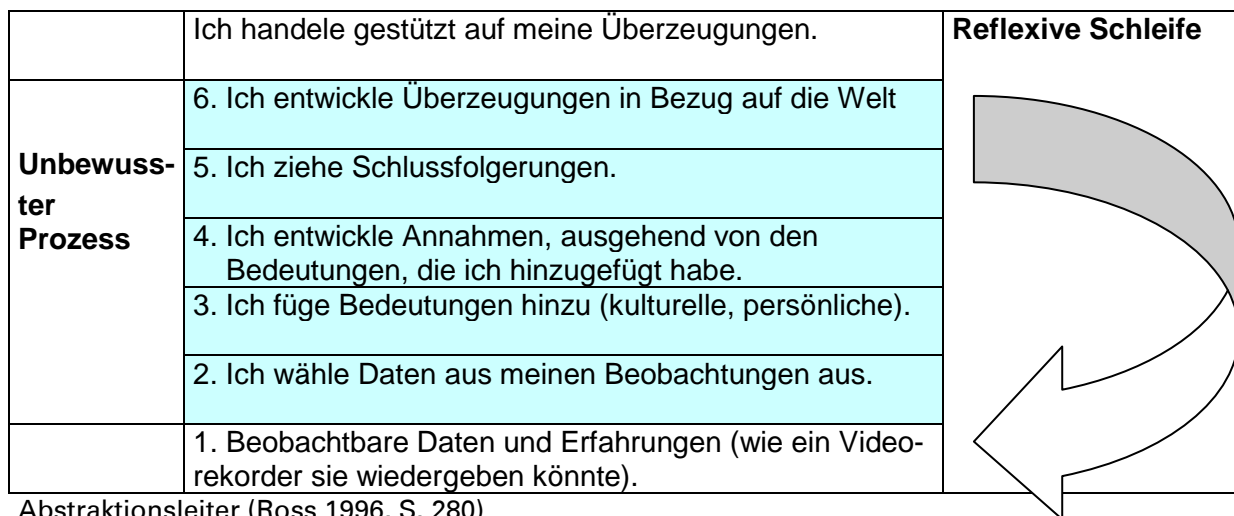 Ich handele gestützt auf meine Überzeugungen.
Reflexive Schleife
6. Ich entwickle Überzeugungen in Bezug auf die Welt
Unbewuss-
ter
Prozess
5. Ich ziehe Schlussfolgerungen.
4. Ich entwickle Annahmen, ausgehend von den
Bedeutungen, die ich hinzugefügt habe.
3. Ich füge Bedeutungen hinzu (kulturelle, persönliche).
2. Ich wähle Daten aus meinen Beobachtungen aus.
1. Beobachtbare Daten und Erfahrungen (wie ein Video-
rekorder sie wiedergeben könnte).
Abstraktionsleiter (Ross 1996, S. 280)